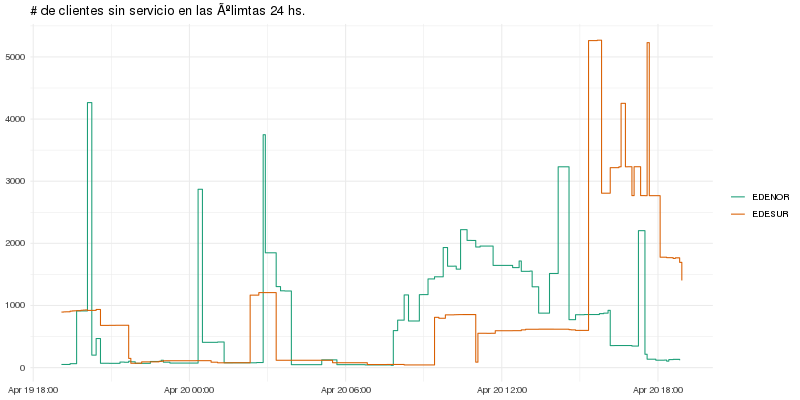 # de clientes sin servicio en las Ãºlimtas 24 hs.
5000
4000
3000
2000
1000
0
Apr 19 18:00 Apr 20 00:00 Apr 20 06:00 Apr 20 12:00 Apr 20 18:00
EDENOR
EDESUR